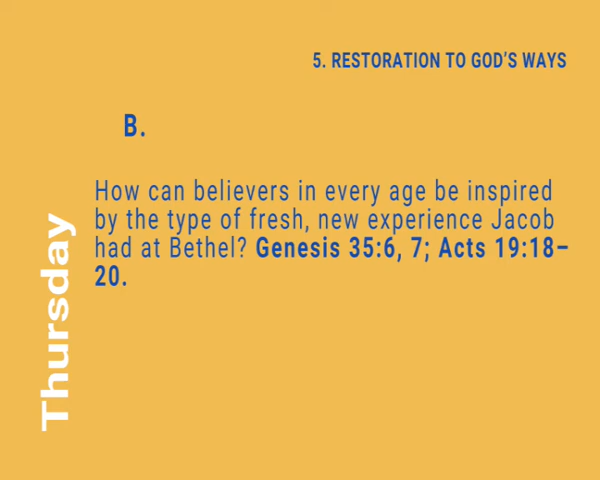 5. RESTORATION TO GOD'S WAYS
B.
How can believers in every age be inspired
by the type of fresh, new experience Jacob
had at Bethel? Genesis 35:6, 7; Acts 19:18–
20.
Thursday